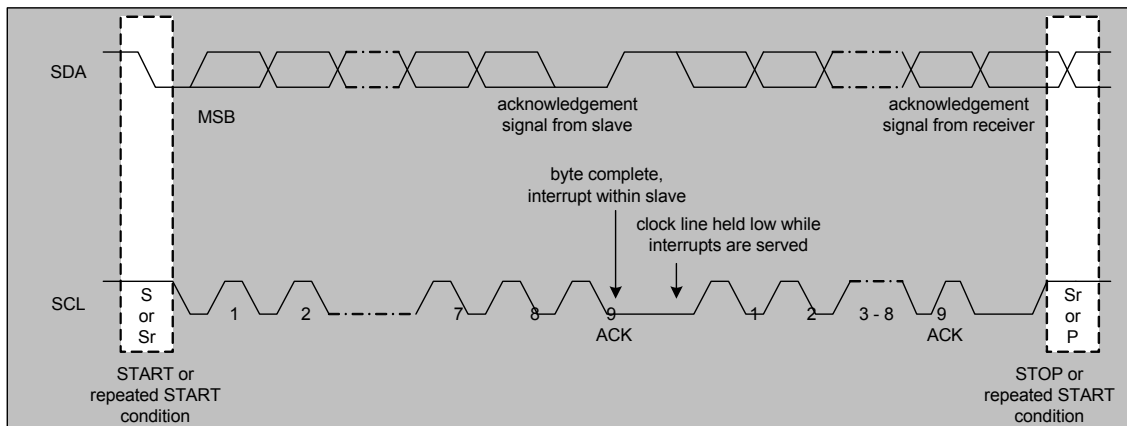 SDA
MSB
acknowledgement
signal from slave
acknowledgement
signal from receiver
byte complete,
interrupt within slave
clock line held low while
interrupts are served
SCL
S
or
Sr
1
2
7
8
9
ACK
1
2
3 - 8
9
ACK
Sr
or
P
START or
repeated START
condition
STOP or
repeated START
condition